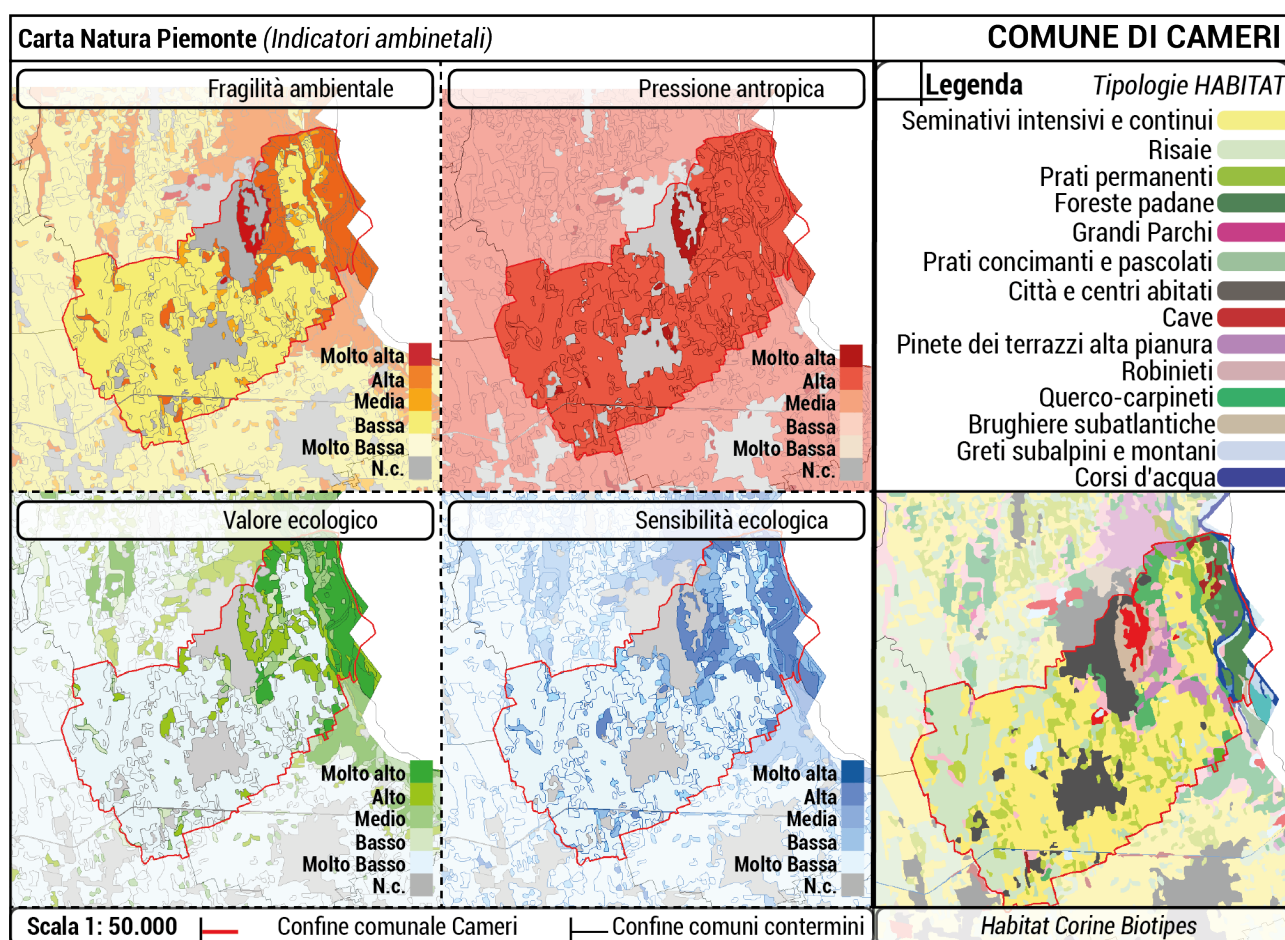 Carta Natura Piemonte (Indicatori ambinetali)
COMUNE DI CAMERI
Fragilità ambientale
Molto alta
Alta
Media
Bassa
Molto Bassa
N.c.
Pressione antropica
Molto alta
Alta
Media
Bassa
Molto Bassa
N.c.
Legenda Tipologie HABITAT
Seminativi intensivi e continui
Risaie
Prati permanenti
Foreste padane
Grandi Parchi
Prati concimanti e pascolati
Città e centri abitati
Cave
Pinete dei terrazzi alta pianura
Robinieti
Querco-carpineti
Brughiere subatlantiche
Greti subalpini e montani
Corsi d'acqua
Valore ecologico
Molto alto
Alto
Medio
Basso
Molto Basso
N.c.
Sensibilità ecologica
Molto alta
Alta
Media
Bassa
Molto Bassa
N.c.
Scala 1: 50.000
Confine comunale Cameri
Confine comuni contermini
Habitat Corine Biotipes